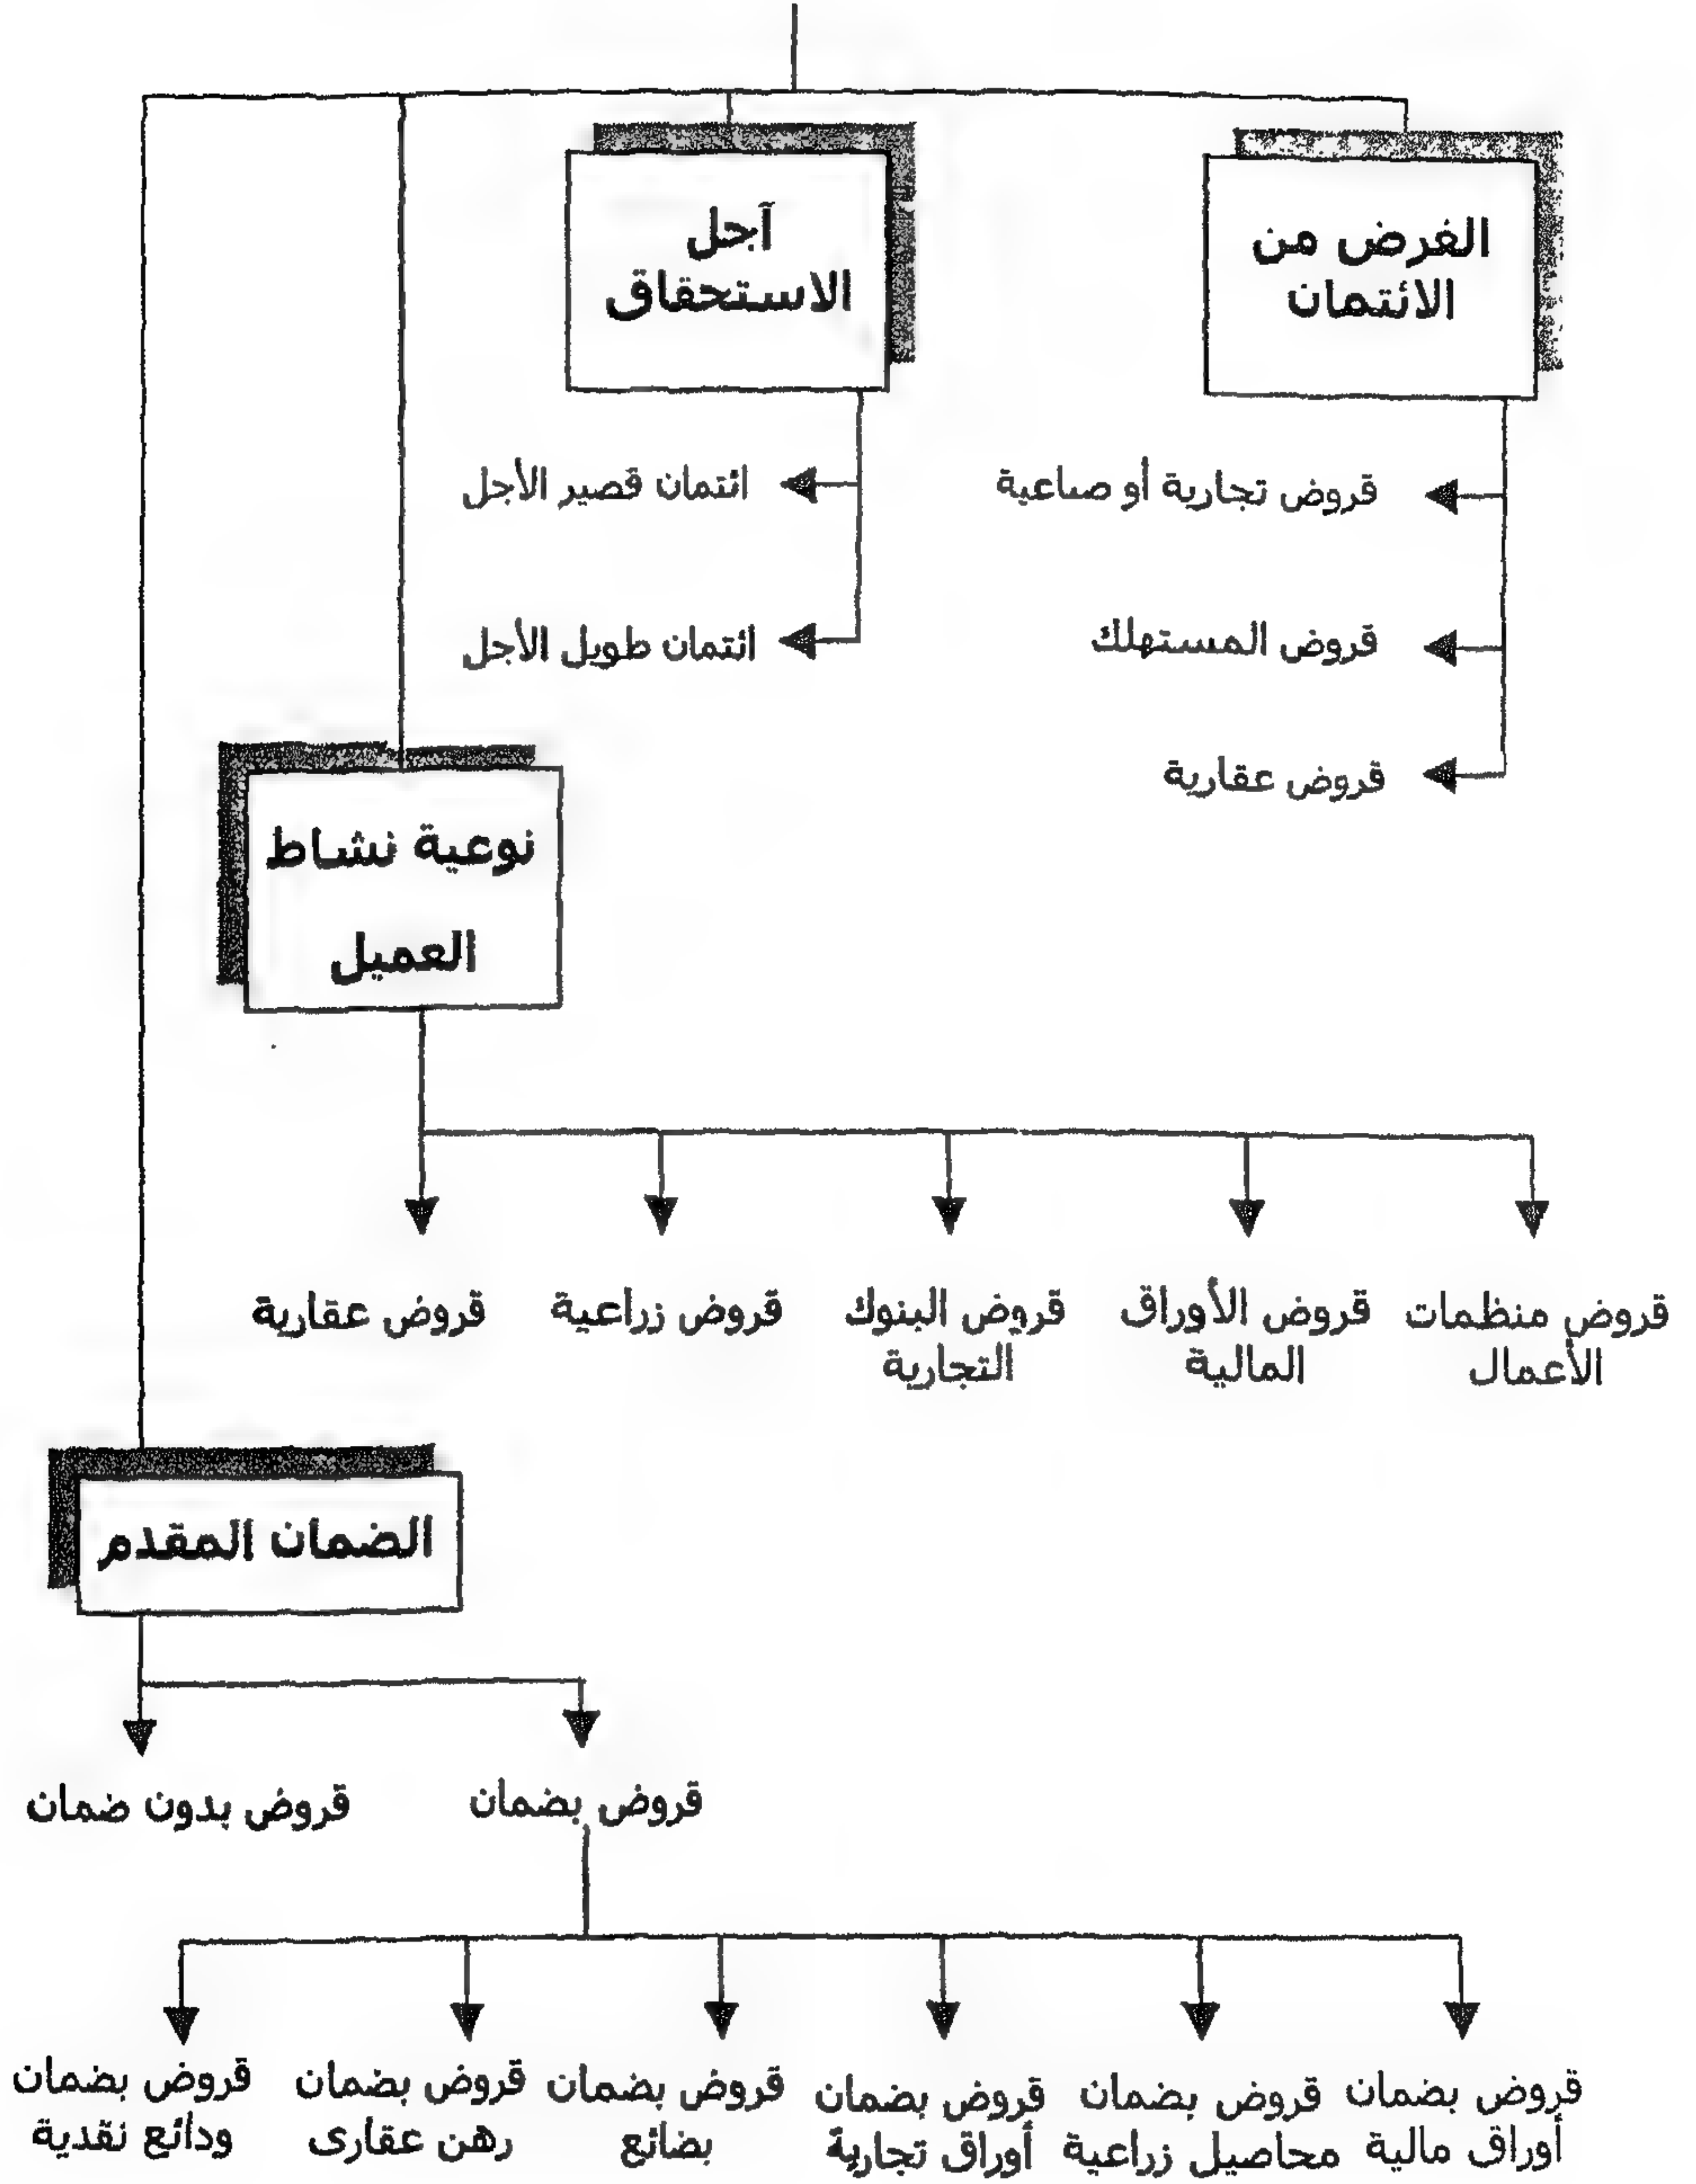 الغرض من
الائتمان
آجل
الاستحقاق
قروض تجارية أو صناعية
قروض المستهلك
قروض عقارية
ائتمان قصير الأجل
ائتمان طويل الأجل
نوعية نشاط
العميل
قروض منظمات
الأعمال
قروض الأوراق
المالية
قروض البنوك
التجارية
قروض زراعية
قروض عقارية
الضمان المقدم
قروض بضمان
قروض بدون ضمان
قروض بضمان
أوراق مالية
قروض بضمان
محاصيل زراعية
قروض بضمان
أوراق تجارية
قروض بضمان
بضائع
قروض بضمان
رهن عقارى
قروض بضمان
ودائع نقدية